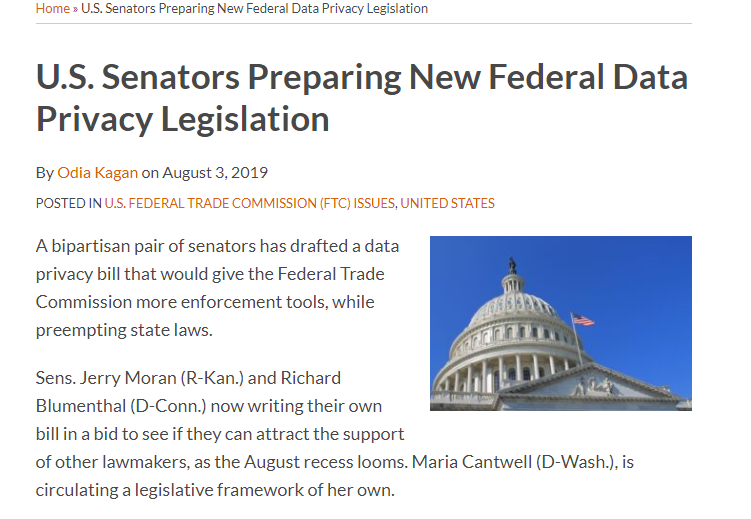 Home » U.S. Senators Preparing New Federal Data Privacy Legislation
U.S. Senators Preparing New Federal Data
Privacy Legislation
By Odia Kagan on August 3, 2019
POSTED IN U.S. FEDERAL TRADE COMMISSION (FTC) ISSUES, UNITED STATES
A bipartisan pair of senators has drafted a data
privacy bill that would give the Federal Trade
Commission more enforcement tools, while
preempting state laws.
Sens. Jerry Moran (R-Kan.) and Richard
Blumenthal (D-Conn.) now writing their own
bill in a bid to see if they can attract the support
of other lawmakers, as the August recess looms. Maria Cantwell (D-Wash.), is
circulating a legislative framework of her own.